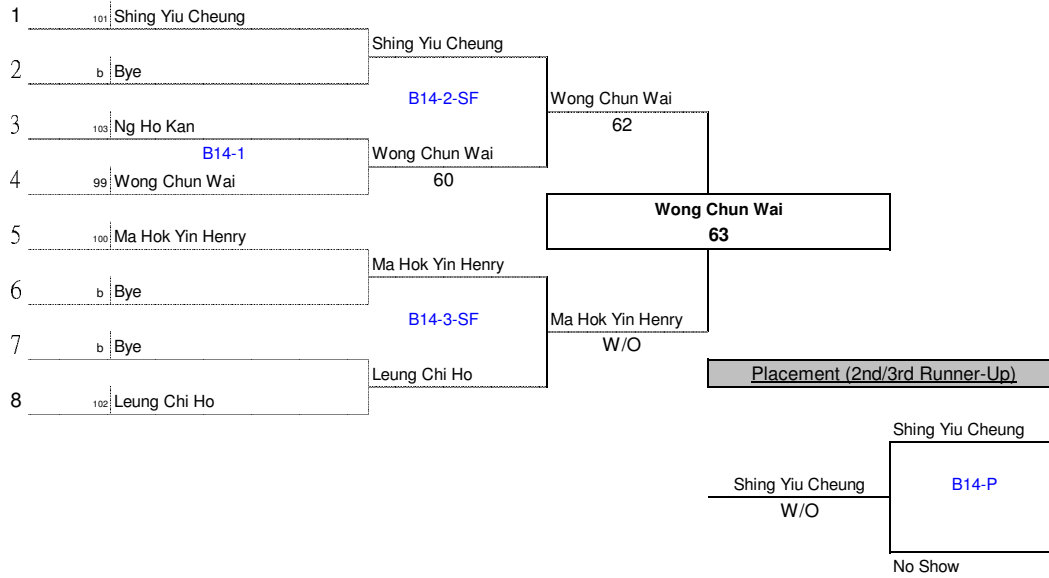 1 101 Shing Yiu Cheung
Shing Yiu Cheung
2 b Bye
B14-2-SF
Wong Chun Wai
62
3 103 Ng Ho Kan
B14-1
Wong Chun Wai
60
4 99 Wong Chun Wai
Wong Chun Wai
63
5 100 Ma Hok Yin Henry
Ma Hok Yin Henry
6 b Bye
B14-3-SF
Ma Hok Yin Henry
W/O
7 b Bye
Leung Chi Ho
Placement (2nd/3rd Runner-Up)
8 102 Leung Chi Ho
Shing Yiu Cheung
Shing Yiu Cheung
W/O
B14-P
No Show